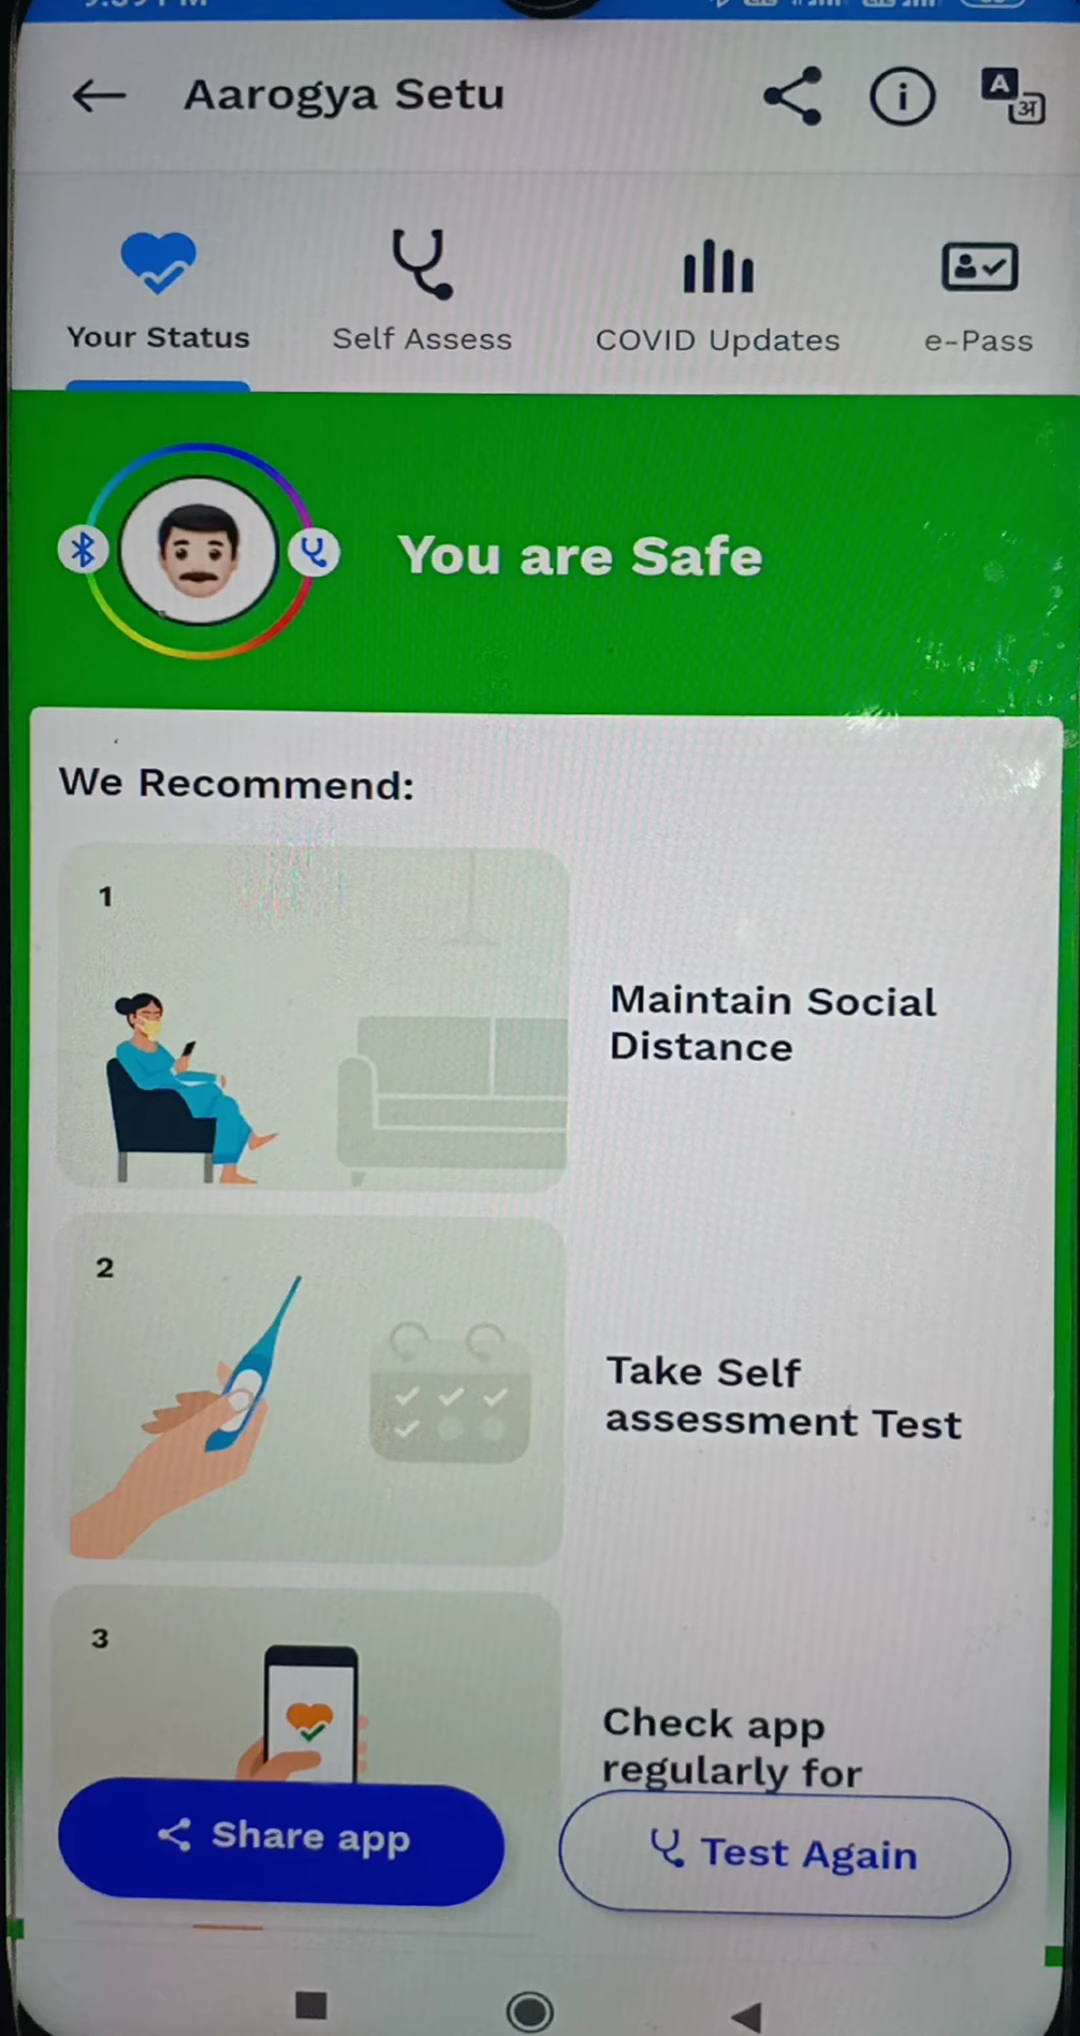 Aarogya Setu
A
अ
Your Status
Self Assess
COVID Updates
e-Pass
You are Safe
We Recommend:
1
Maintain Social
Distance
2
Take Self
assessment Test
3
Check app
regularly for
Share app
Test Again